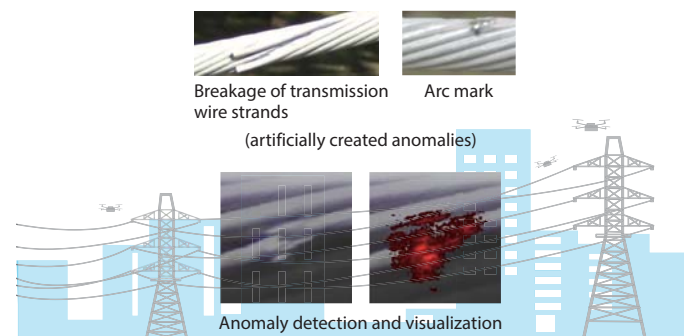 Breakage of transmission
wire strands
Arc mark
(artificially created anomalies)
Anomaly detection and visualization